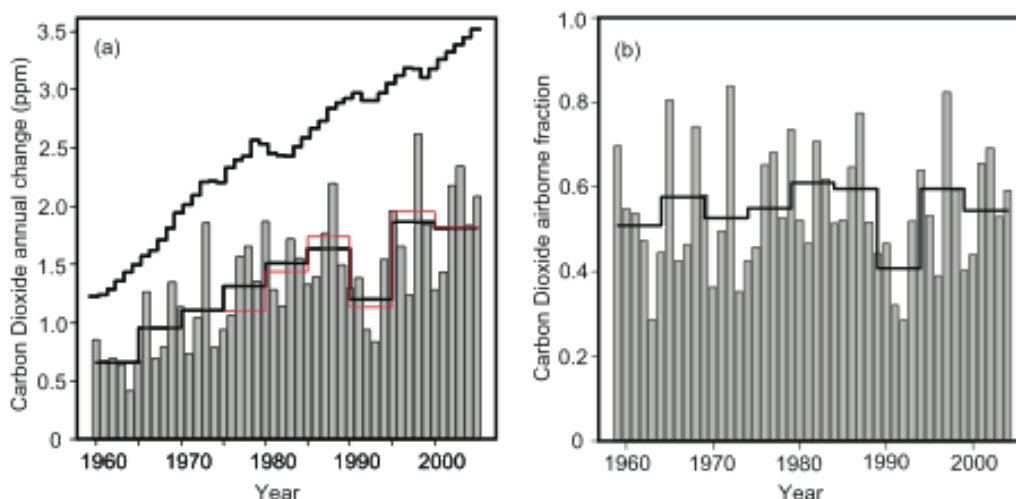 (a)
Carbon Dioxide annual change (ppm)
3.5
3.0
2.5
2.0
1.5
1.0
0.5
0
1960 1970 1980 1990 2000
Year
(b)
Carbon Dioxide airborne fraction
1.0
0.8
0.6
0.4
0.2
0
1960 1970 1980 1990 2000
Year